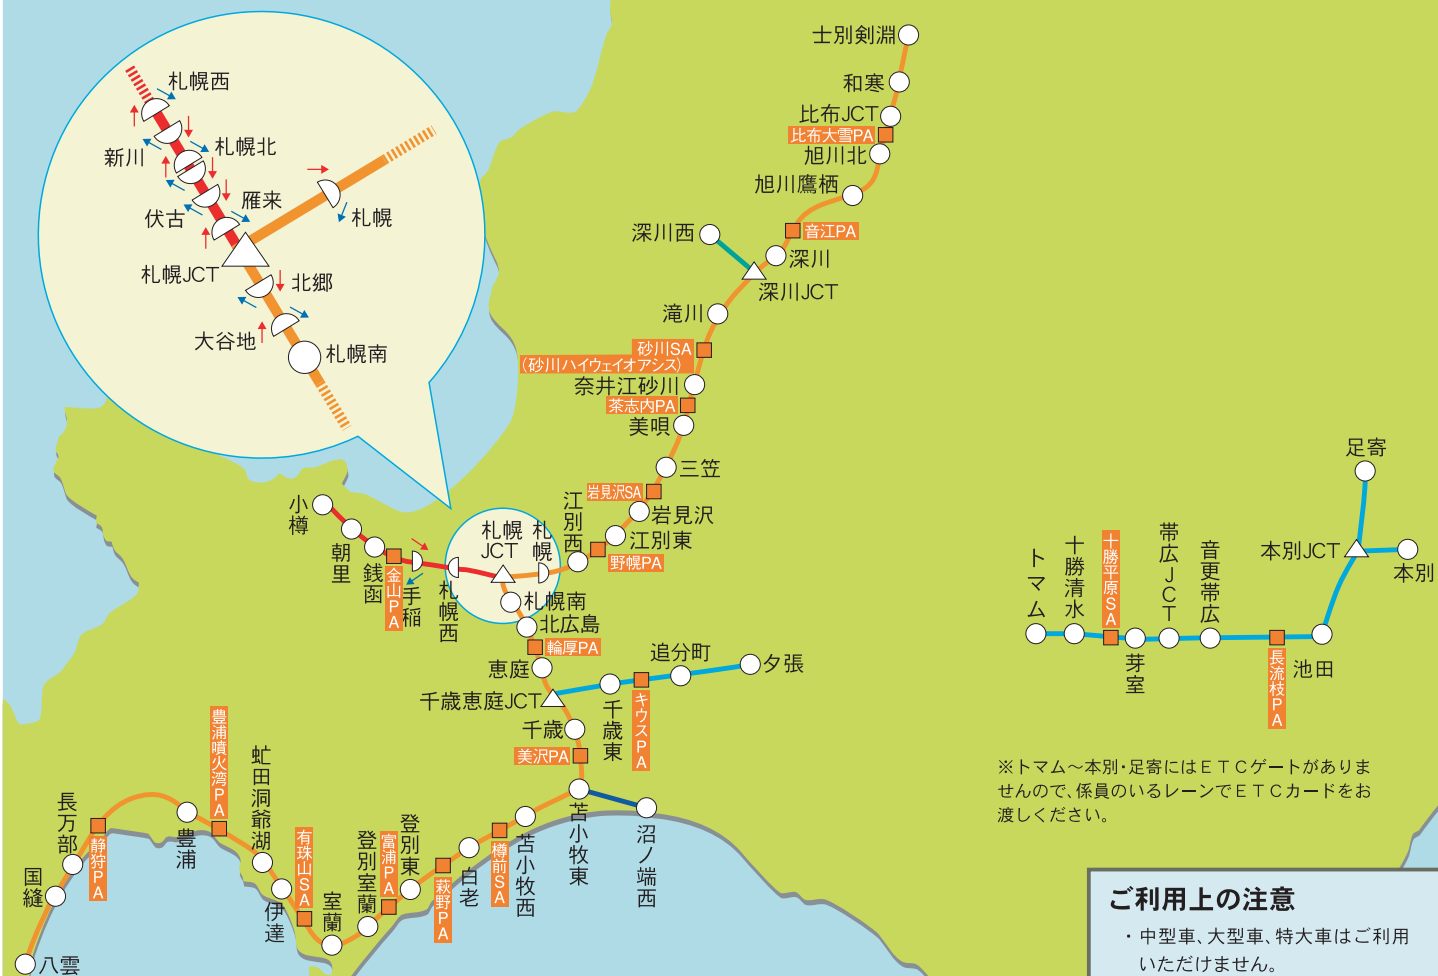 士別剣淵
和寒
比布JCT
比布大雪PA
旭川北
旭川鷹栖
音江PA
深川西
深川
深川JCT
滝川
砂川SA
（砂川ハイウェイオアシス）
奈井江砂川
茶志内PA
美唄
三笠
岩見沢SA
岩見沢
江別東
野幌PA
江別西
札幌西
新川
札幌北
伏古
雁来
札幌
札幌JCT
北郷
大谷地
札幌南
小樽
朝里
銭函
金山PA
手稲
札幌西
札幌
JCT
札幌
札幌南
北広島
輪厚PA
恵庭
千歳恵庭JCT
千歳
美沢PA
千歳東
キウスPA
追分町
夕張
苫小牧東
沼ノ端西
苫小牧西
樽前SA
白老
萩野PA
登別東
富浦PA
登別室蘭
室蘭
有珠山SA
伊達
虻田洞爺湖
豊浦噴火湾PA
豊浦
静狩PA
長万部
国縫
八雲
トマム
十勝清水
十勝平原SA
芽室
帯広JCT
音更帯広
長流枝PA
池田
本別JCT
本別
足寄
※トマム～本別・足寄にはＥＴＣゲートがありま
せんので、係員のいるレーンでＥＴＣカードをお
渡しください。
ご利用上の注意
・中型車、大型車、特大車はご利用
いただけません。